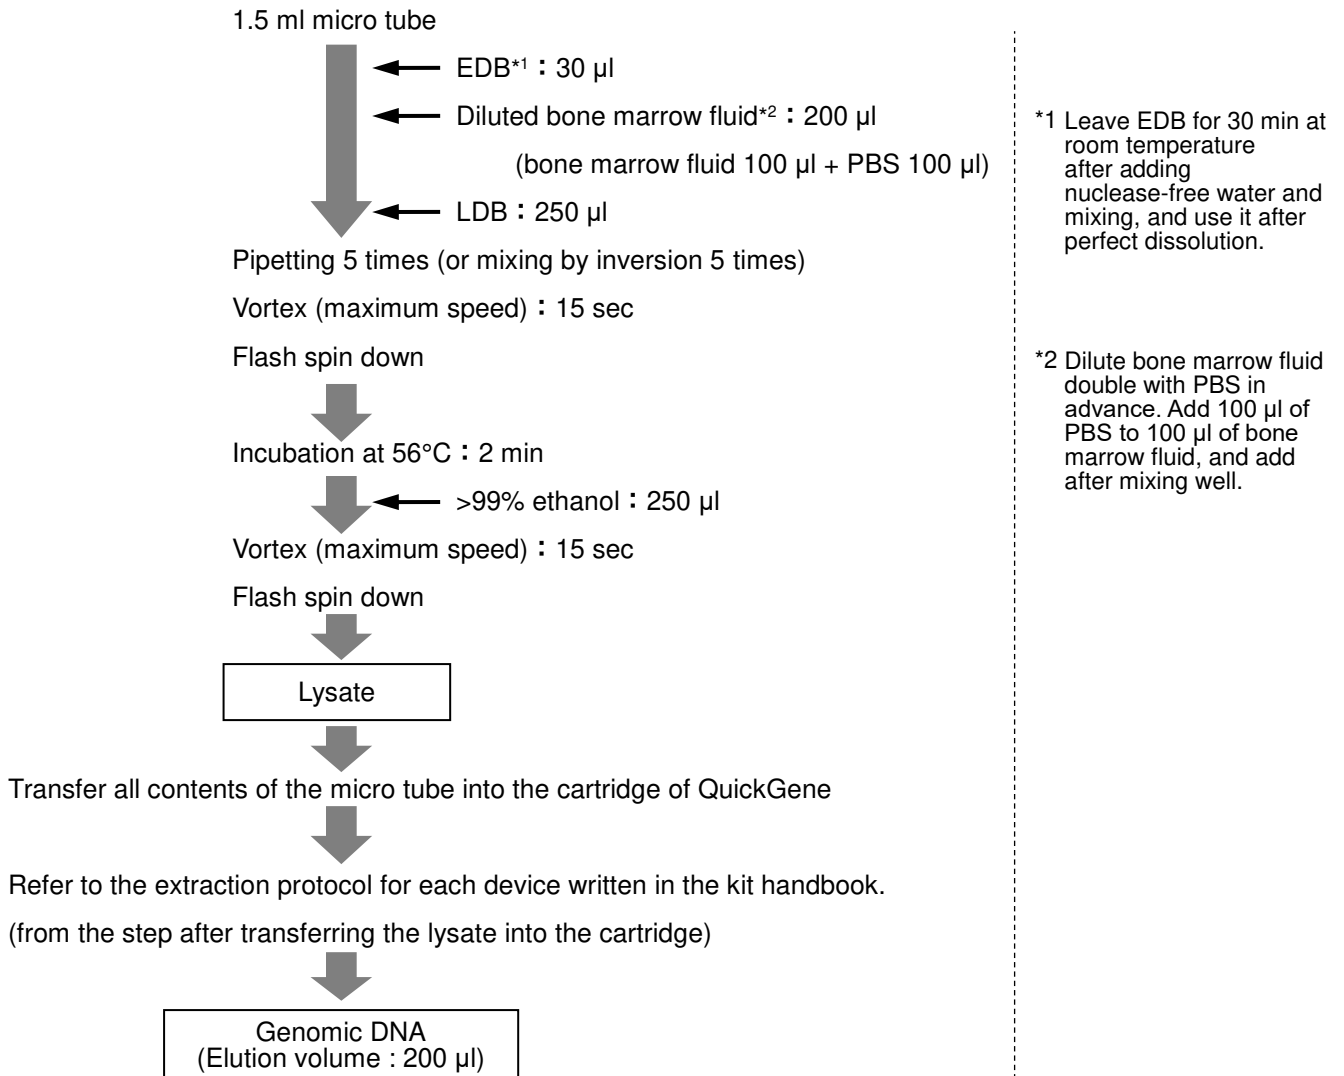 1.5 ml micro tube
EDB*1：30 µl
Diluted bone marrow fluid*2：200 µl
(bone marrow fluid 100 µl + PBS 100 µl)
LDB：250 µl
Pipetting 5 times (or mixing by inversion 5 times)
Vortex (maximum speed)：15 sec
Flash spin down
Incubation at 56°C：2 min
>99% ethanol：250 µl
Vortex (maximum speed)：15 sec
Flash spin down
Lysate
Transfer all contents of the micro tube into the cartridge of QuickGene
Refer to the extraction protocol for each device written in the kit handbook.
(from the step after transferring the lysate into the cartridge)
Genomic DNA
(Elution volume : 200 µl)
*1 Leave EDB for 30 min at
room temperature
after adding
nuclease-free water and
mixing, and use it after
perfect dissolution.
*2 Dilute bone marrow fluid
double with PBS in
advance. Add 100 µl of
PBS to 100 µl of bone
marrow fluid, and add
after mixing well.